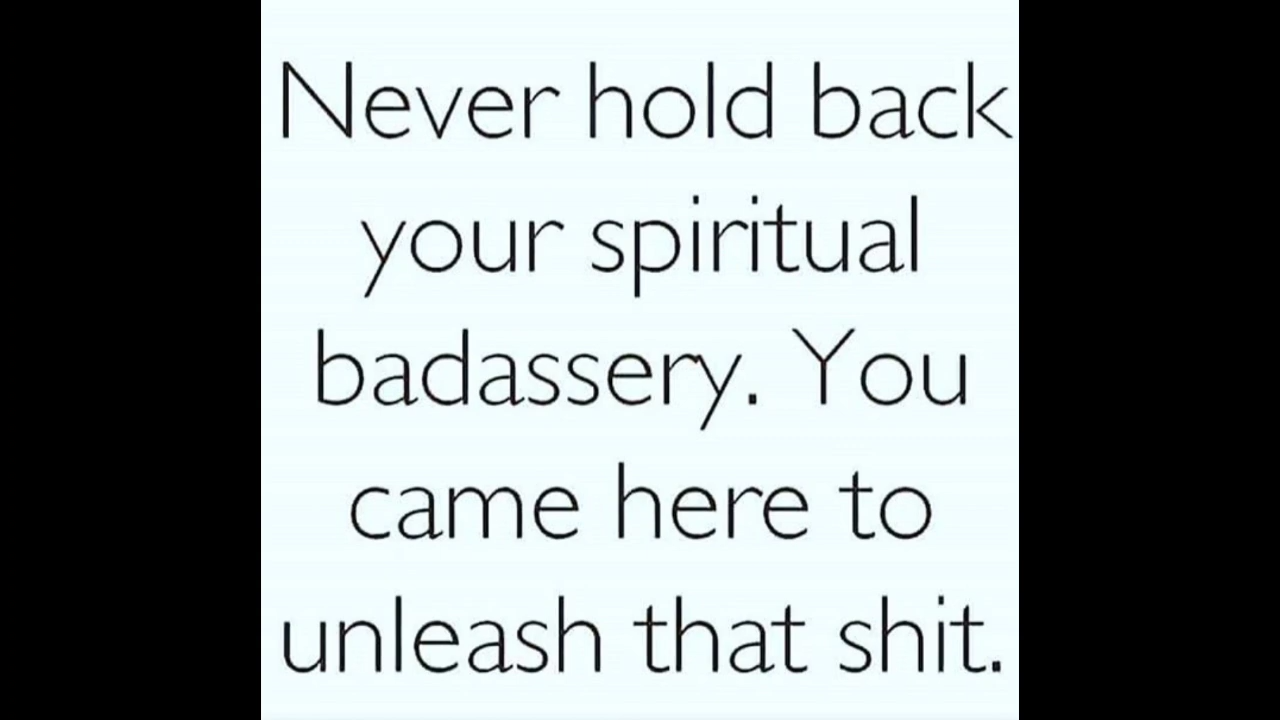 Never hold back
your spiritual
badassery. You
came here to
unleash that shit.